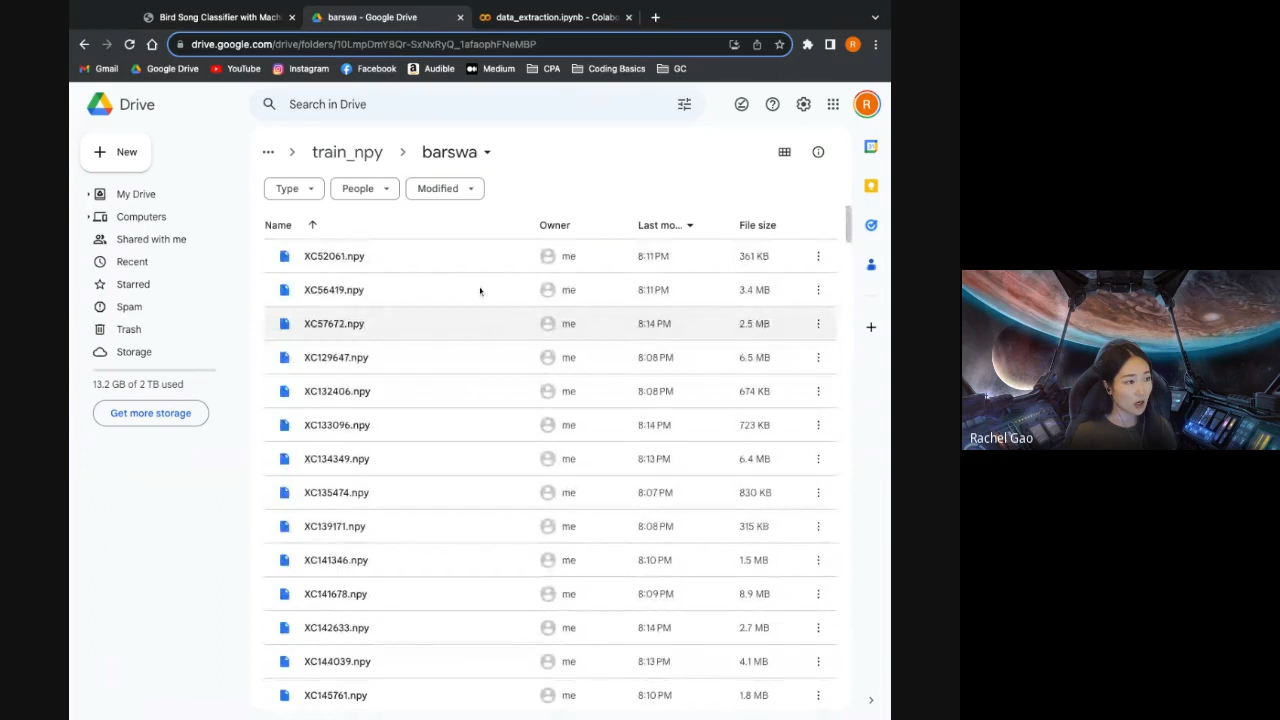 Bird Song Classifier with Mach
barswa - Google Drive
data_extraction.ipynb - Colabo
drive.google.com/drive/folders/10LmpDmY8Qr-SxNxRyQ_1afaophFNeMBP
Gmail Google Drive YouTube Instagram Facebook Audible Medium CPA Coding Basics GC
Drive
Search in Drive
R
New
My Drive
Computers
Shared with me
Recent
Starred
Spam
Trash
Storage
13.2 GB of 2 TB used
Get more storage
train_npy > barswa
Type People Modified
Name Owner Last mo... File size
XC52061.npy me 8:11 PM 361 KB
XC56419.npy me 8:11 PM 3.4 MB
XC57672.npy me 8:14 PM 2.5 MB
XC129647.npy me 8:08 PM 6.5 MB
XC132406.npy me 8:08 PM 674 KB
XC133096.npy me 8:14 PM 723 KB
XC134349.npy me 8:13 PM 6.4 MB
XC135474.npy me 8:07 PM 830 KB
XC139171.npy me 8:08 PM 315 KB
XC141346.npy me 8:10 PM 1.5 MB
XC141678.npy me 8:09 PM 8.9 MB
XC142633.npy me 8:14 PM 2.7 MB
XC144039.npy me 8:13 PM 4.1 MB
XC145761.npy me 8:10 PM 1.8 MB
Rachel Gao